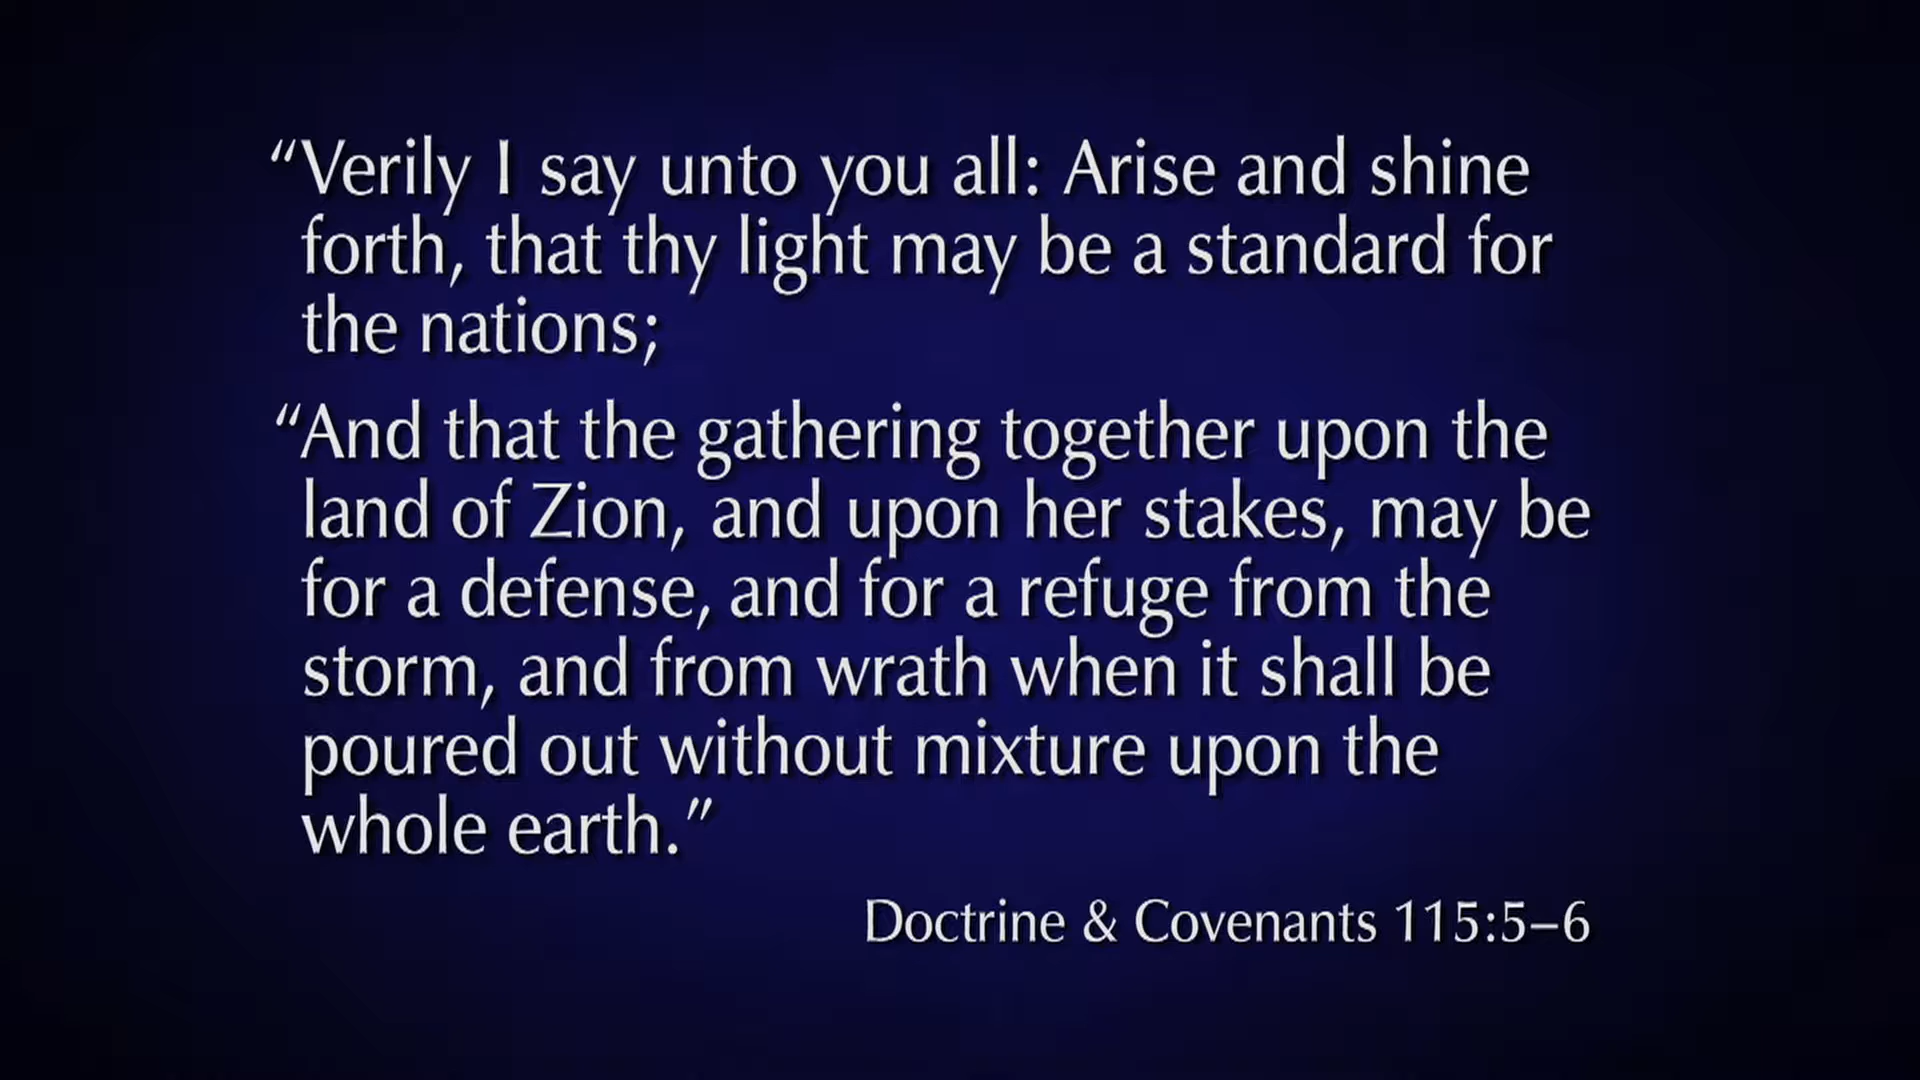 “Verily I say unto you all: Arise and shine
forth, that thy light may be a standard for
the nations;
“And that the gathering together upon the
land of Zion, and upon her stakes, may be
for a defense, and for a refuge from the
storm, and from wrath when it shall be
poured out without mixture upon the
whole earth.”
Doctrine & Covenants 115:5–6